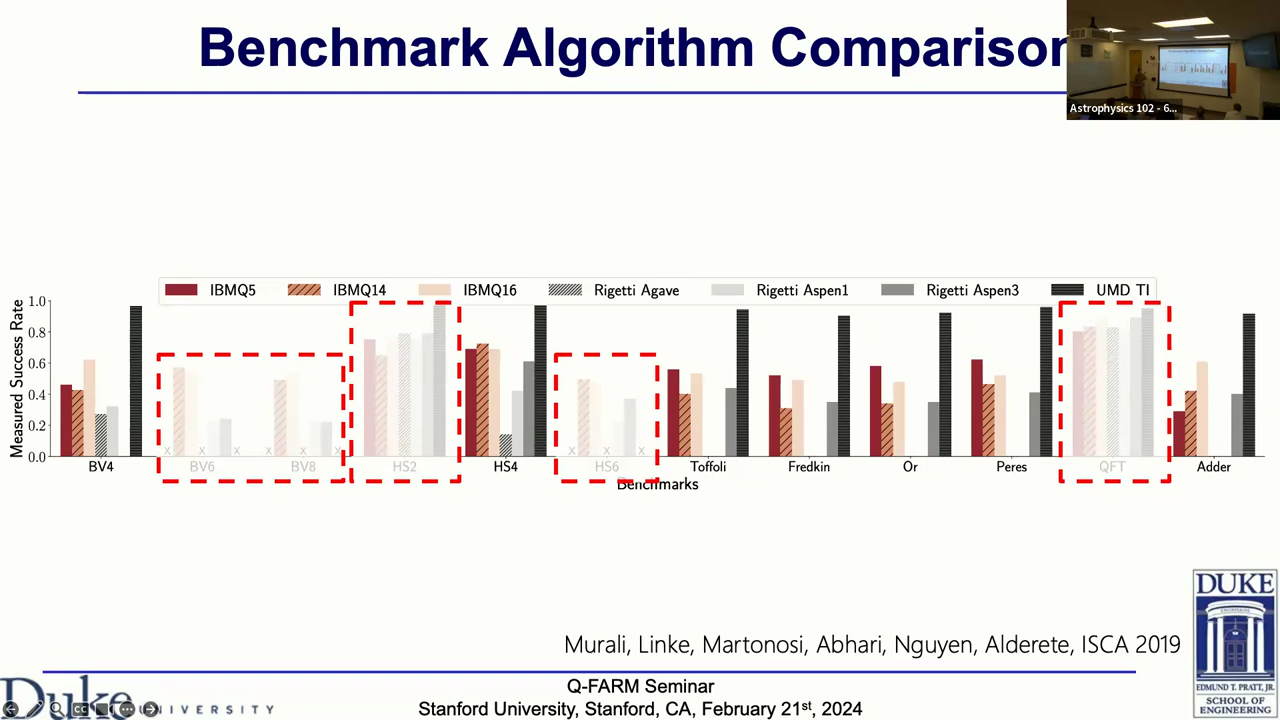 Benchmark Algorithm Comparison
Astrophysics 102 - 6...
IBMQ5 IBMQ14 IBMQ16 Rigetti Agave Rigetti Aspen1 Rigetti Aspen3 UMD TI
Measured Success Rate
1.0
0.8
0.6
0.4
0.2
0.0
x x x x x x x x
BV4 BV6 BV8 HS2 HS4 HS6 Toffoli Fredkin Or Peres QFT Adder
Benchmarks
Murali, Linke, Martonosi, Abhari, Nguyen, Alderete, ISCA 2019
Q-FARM Seminar
Stanford University, Stanford, CA, February 21st, 2024
Duke UNIVERSITY
CC
DUKE
ENGINEERING
EDMUND T. PRATT, JR.
SCHOOL OF
ENGINEERING